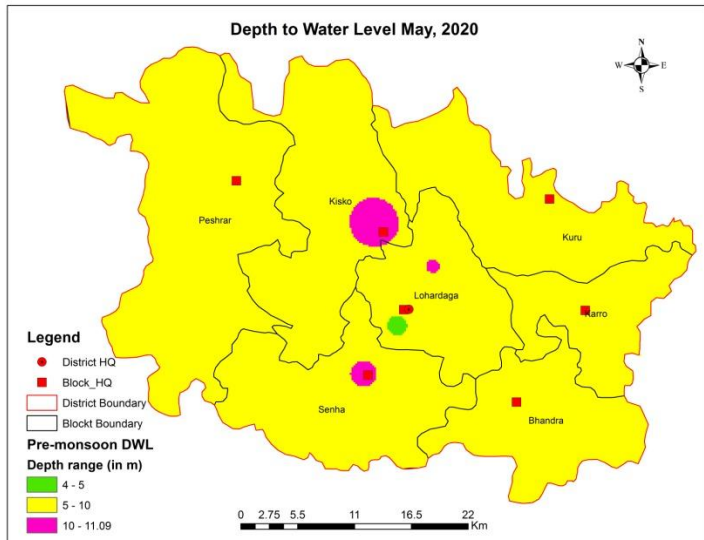 Depth to Water Level May, 2020
N
W E
S
Kisko
Peshrar
Kuru
Lohardaga
Karro
Senha
Bhandra
Legend
District HQ
Block_HQ
District Boundary
Blockt Boundary
Pre-monsoon DWL
Depth range (in m)
4 - 5
5 - 10
10 - 11.09
0 2.75 5.5 11 16.5 22
Km